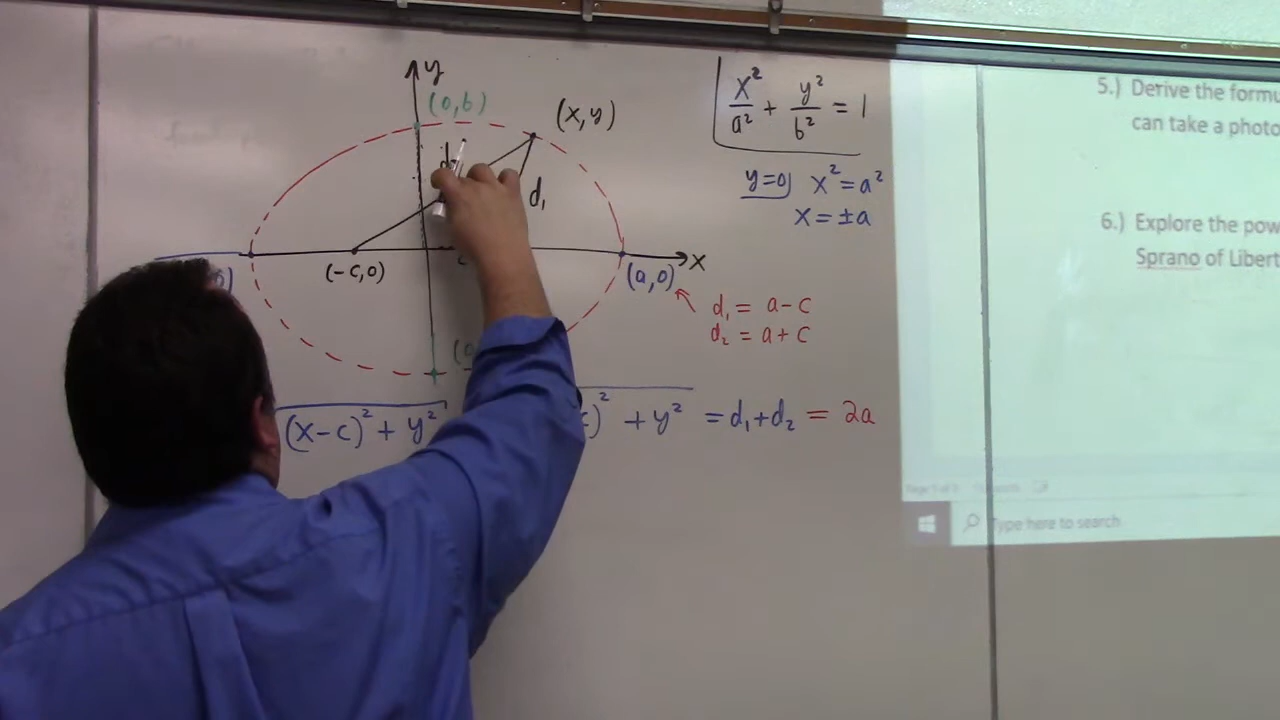 y
(0,b)
(x,y)
d₁
(-c,0)
(a,0)
x
x²/a² + y²/b² = 1
y=0 x² = a²
x = ±a
d₁ = a-c
d₂ = a+c
(x-c)² + y² )² + y² = d₁+d₂ = 2a
5.) Derive the formu
can take a photo
6.) Explore the pow
Sprano of Libert
Type here to search